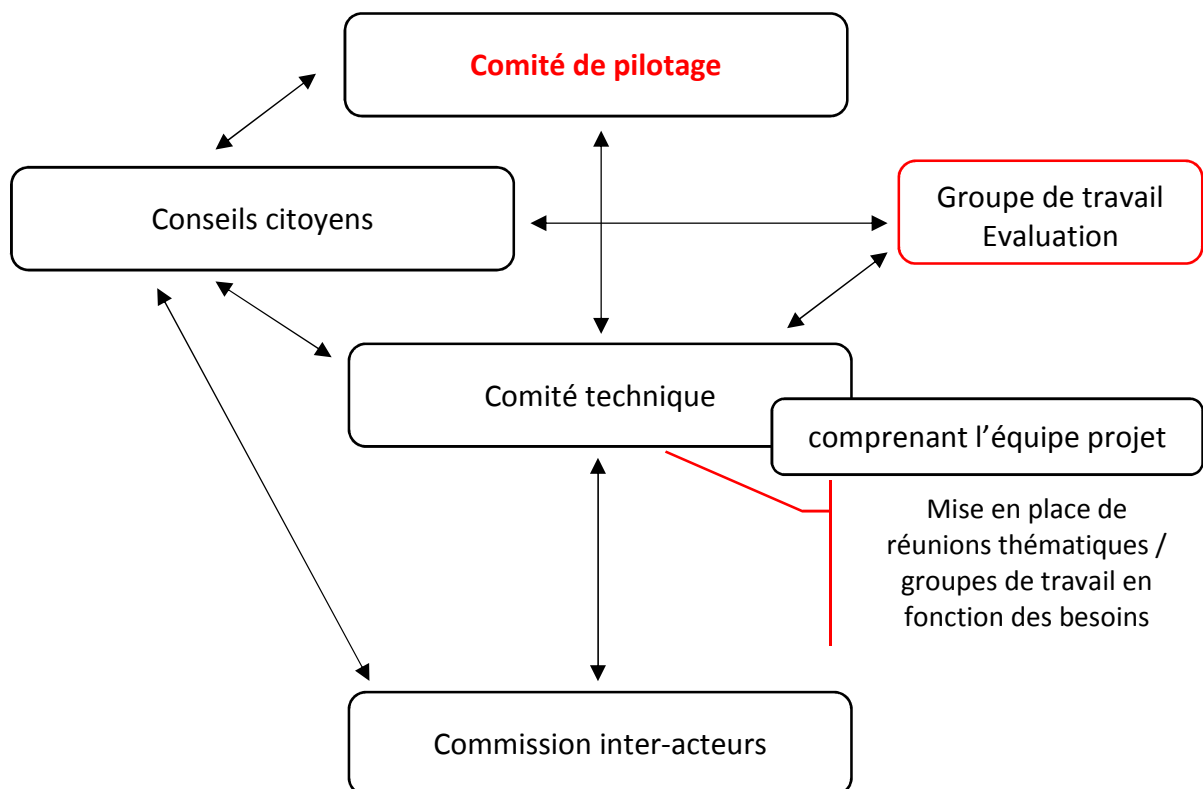 Comité de pilotage
Conseils citoyens
Groupe de travail
Evaluation
Comité technique
comprenant l’équipe projet
Mise en place de
réunions thématiques /
groupes de travail en
fonction des besoins
Commission inter-acteurs